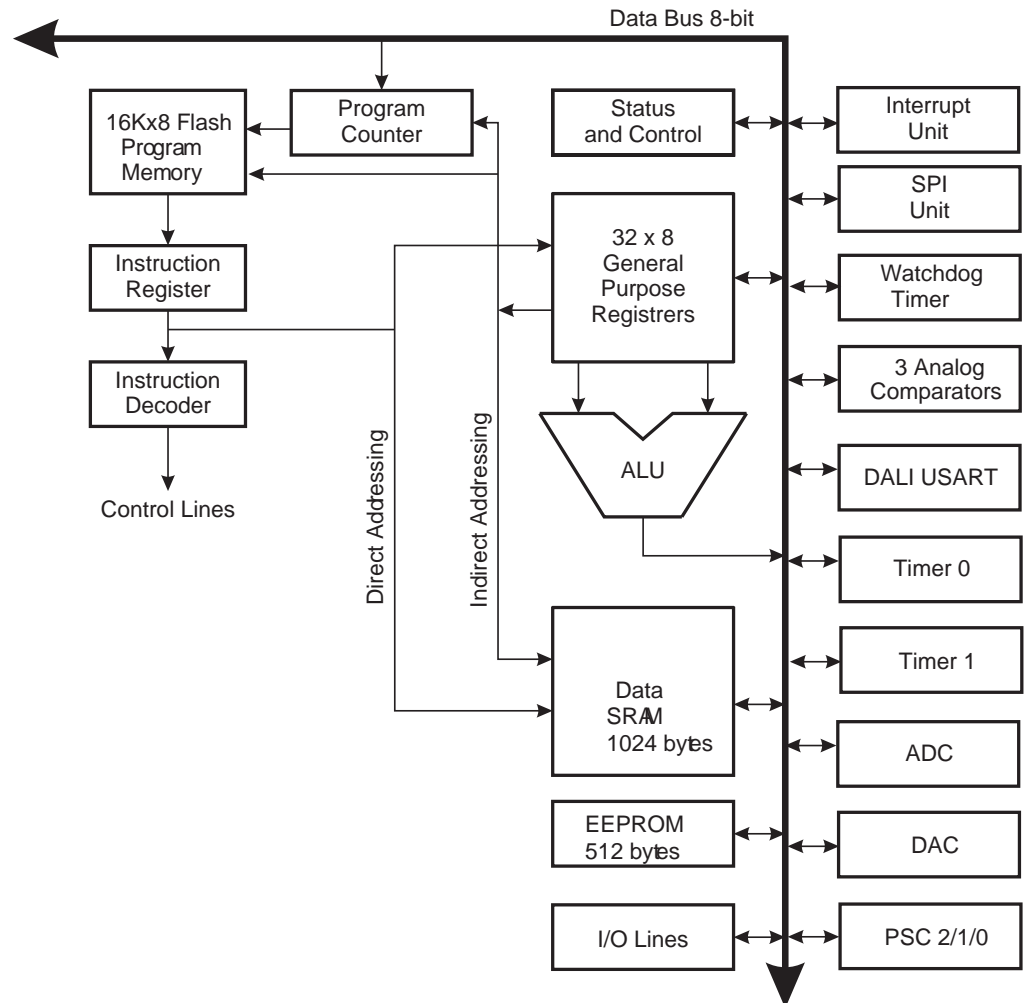 Data Bus 8-bit
16Kx8 Flash
Program
Memory
Program
Counter
Status
and Control
Interrupt
Unit
SPI
Unit
32 x 8
General
Purpose
Registrers
Instruction
Register
Watchdog
Timer
Instruction
Decoder
3 Analog
Comparators
Direct Addressing
Indirect Addressing
ALU
DALI USART
Control Lines
Timer 0
Timer 1
Data
SRAM
1024 bytes
ADC
EEPROM
512 bytes
DAC
I/O Lines
PSC 2/1/0